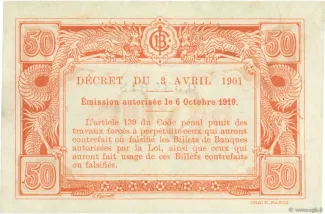 50 50
DÉCRET DU 3 AVRIL 1901
Émission autorisée le 6 Octobre 1919.
L'article 139 du Code pénal punit des
travaux forcés à perpétuité ceux qui auront
contrefait ou falsifié les Billets de Banques
autorisées par la Loi, ainsi que ceux qui
auront fait usage de ces Billets contrefaits
ou falsifiés.
50 50